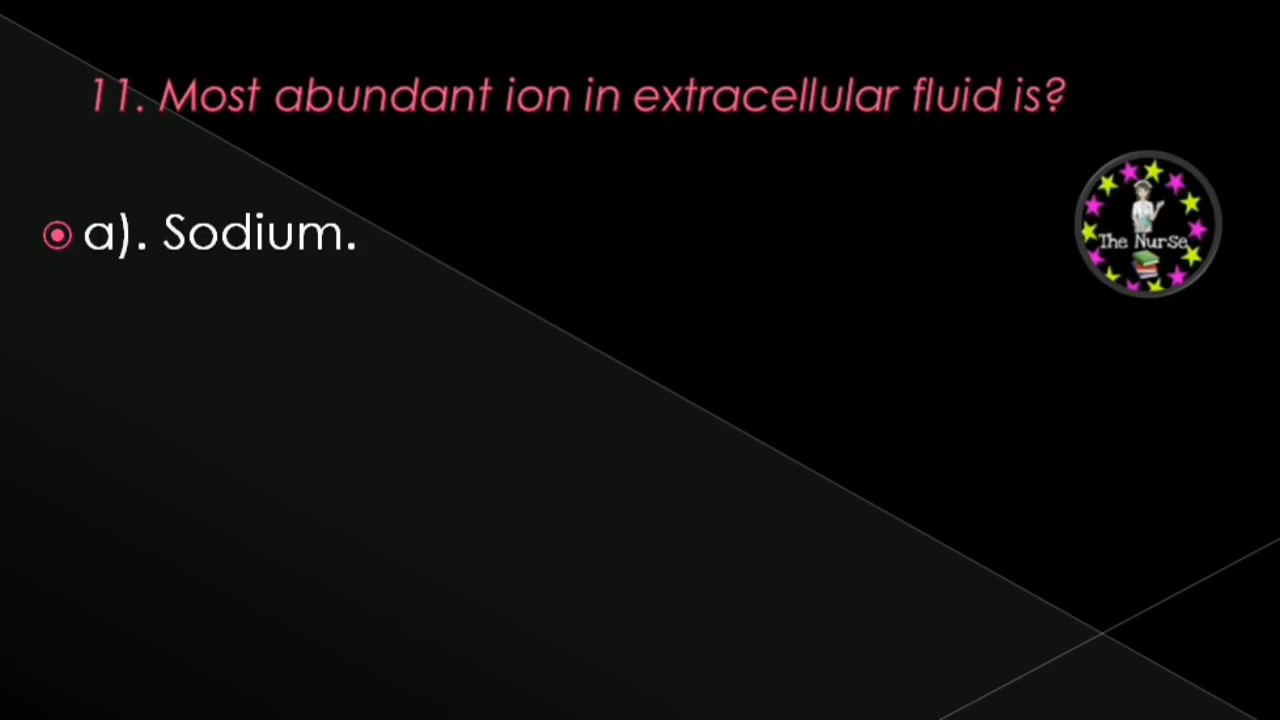 11. Most abundant ion in extracellular fluid is?
a). Sodium.
The Nurse